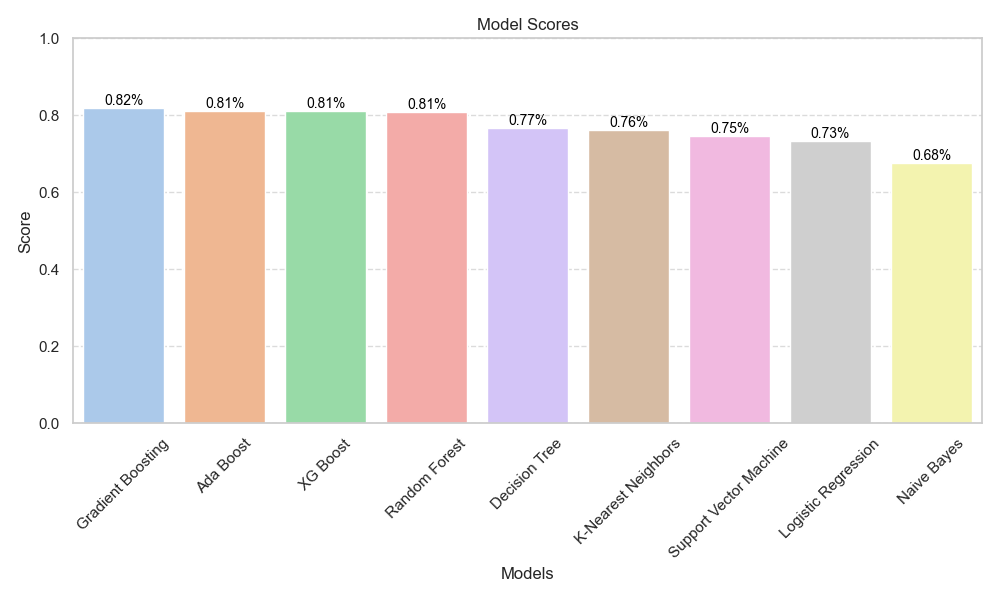 Model Scores
1.0
0.8
0.6
0.4
0.2
0.0
Score
0.82%
0.81%
0.81%
0.81%
0.77%
0.76%
0.75%
0.73%
0.68%
Gradient Boosting
Ada Boost
XG Boost
Random Forest
Decision Tree
K-Nearest Neighbors
Support Vector Machine
Logistic Regression
Naive Bayes
Models